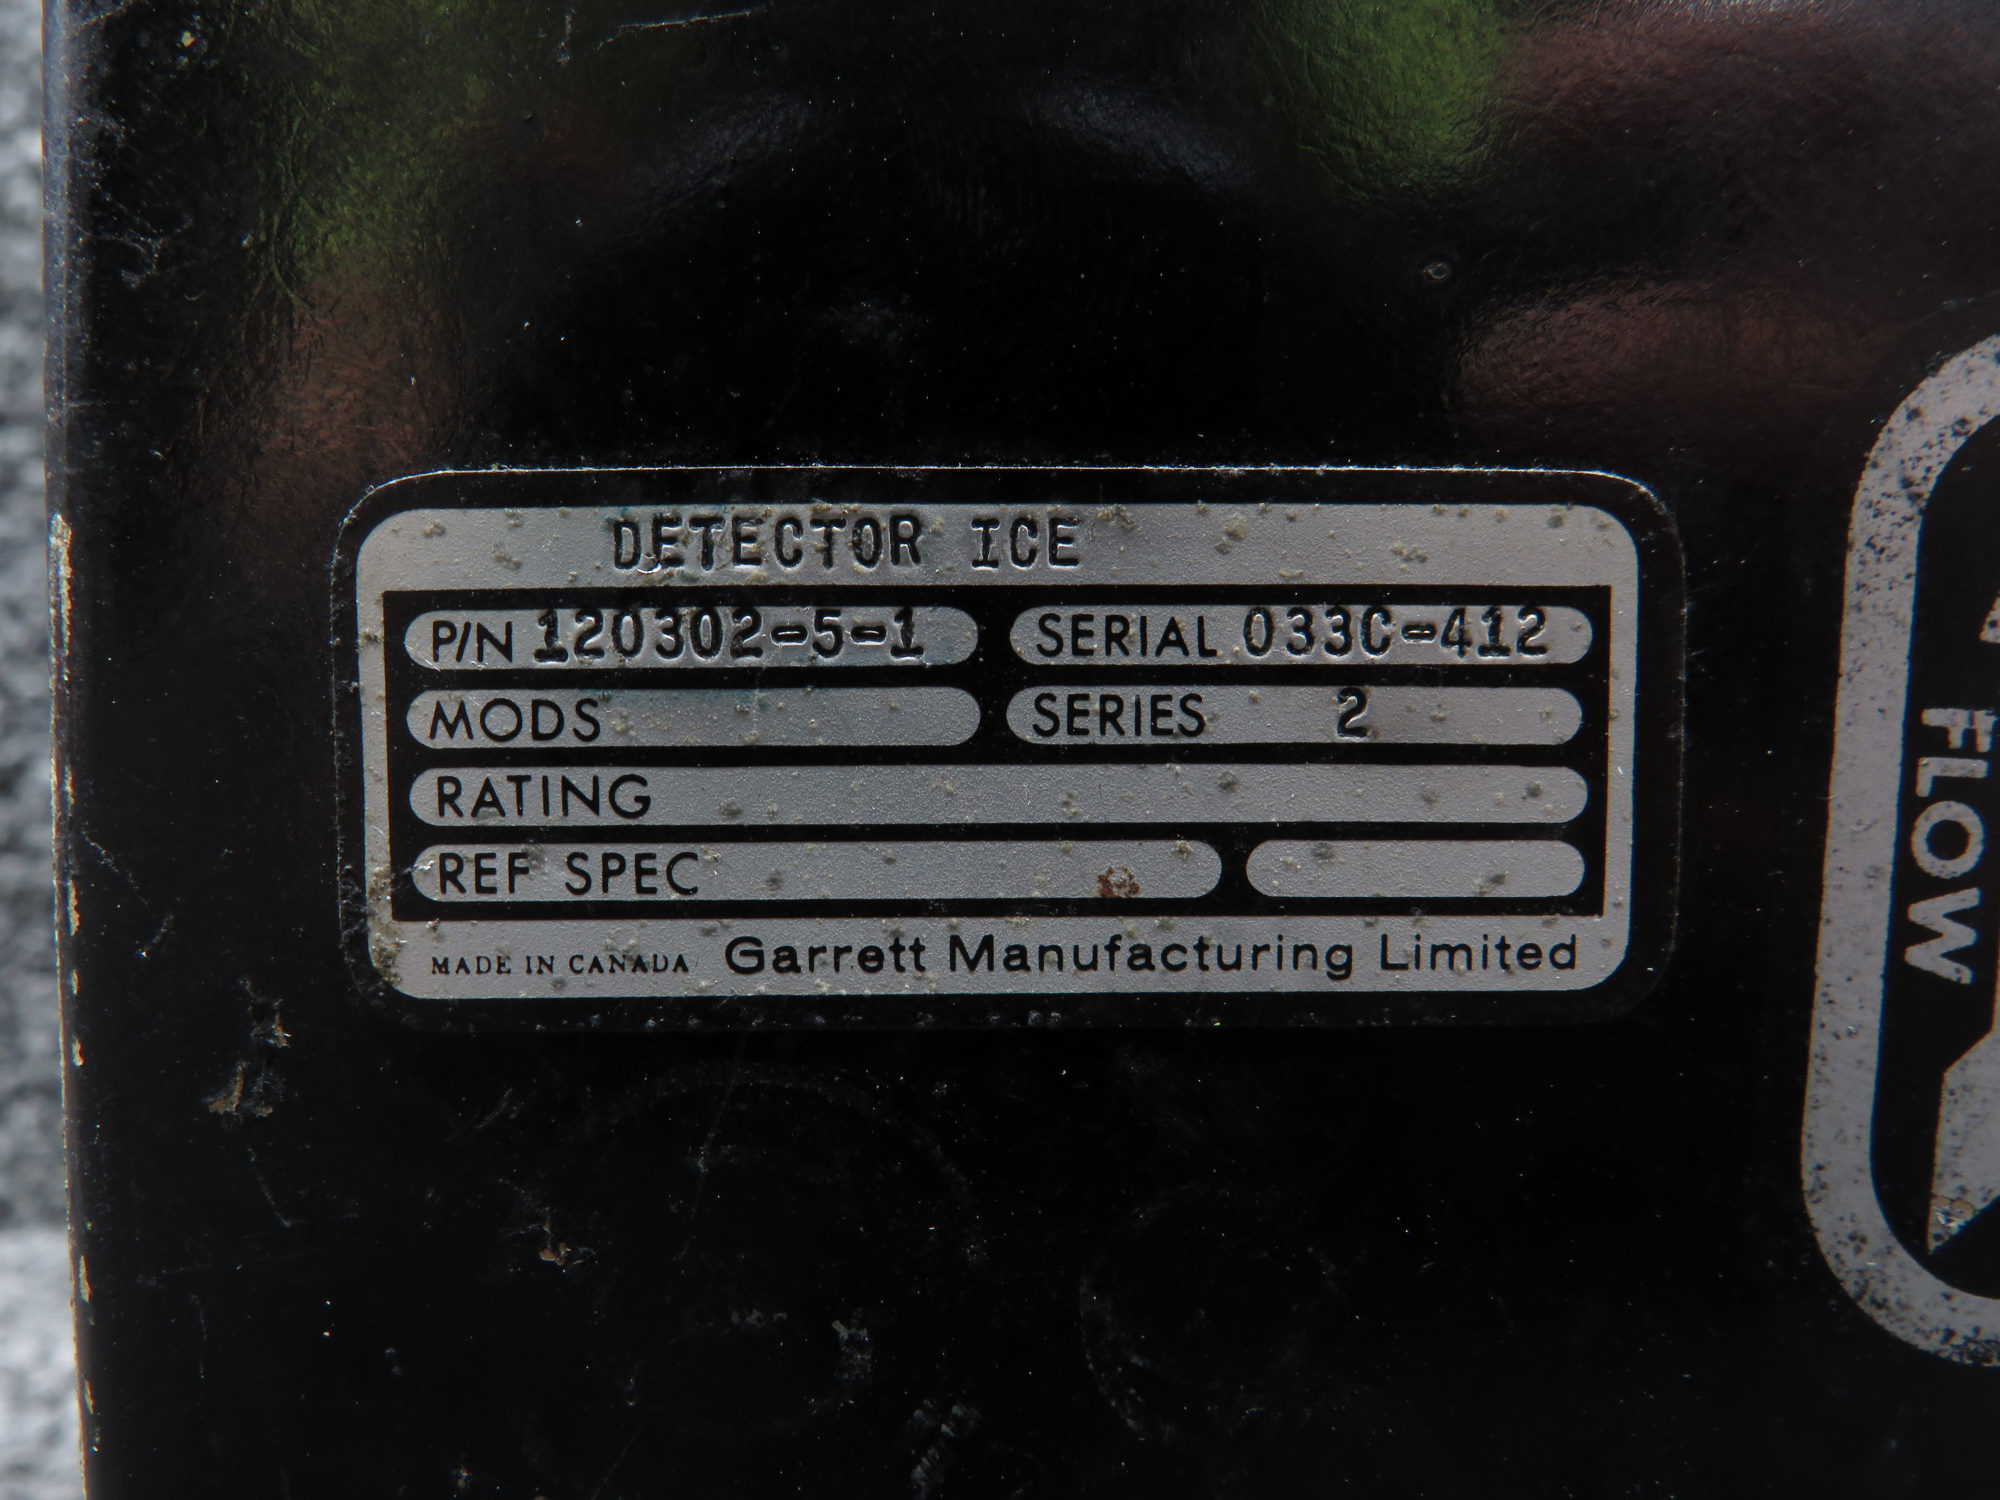 DETECTOR ICE
P/N 120302-5-1 SERIAL 033C-412
MODS SERIES 2
RATING
REF SPEC
MADE IN CANADA Garrett Manufacturing Limited
FLOW